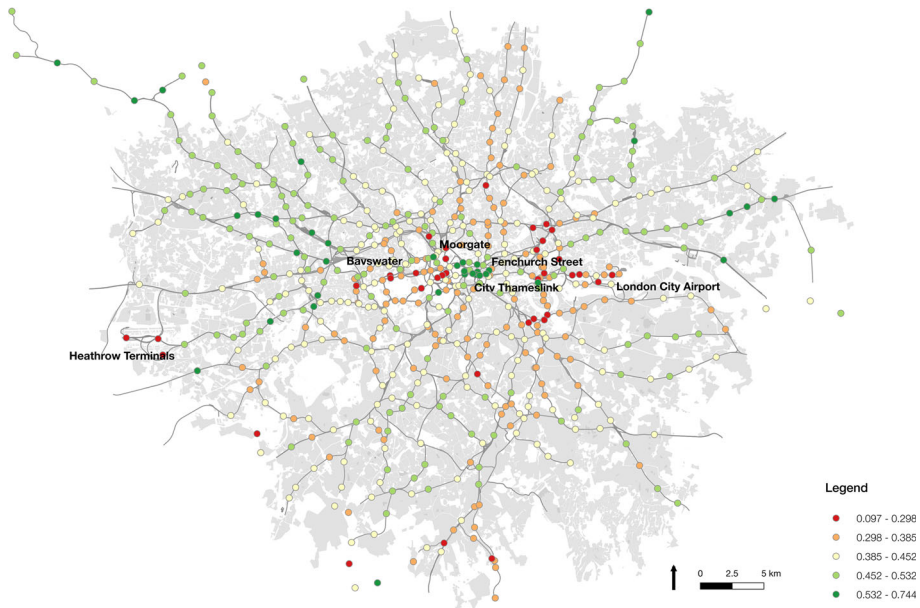 Moorgate
Bayswater
Fenchurch Street
City Thameslink
London City Airport
Heathrow Terminals
Legend
0.097 - 0.298
0.298 - 0.385
0.385 - 0.452
0.452 - 0.532
0.532 - 0.744
0 2.5 5 km